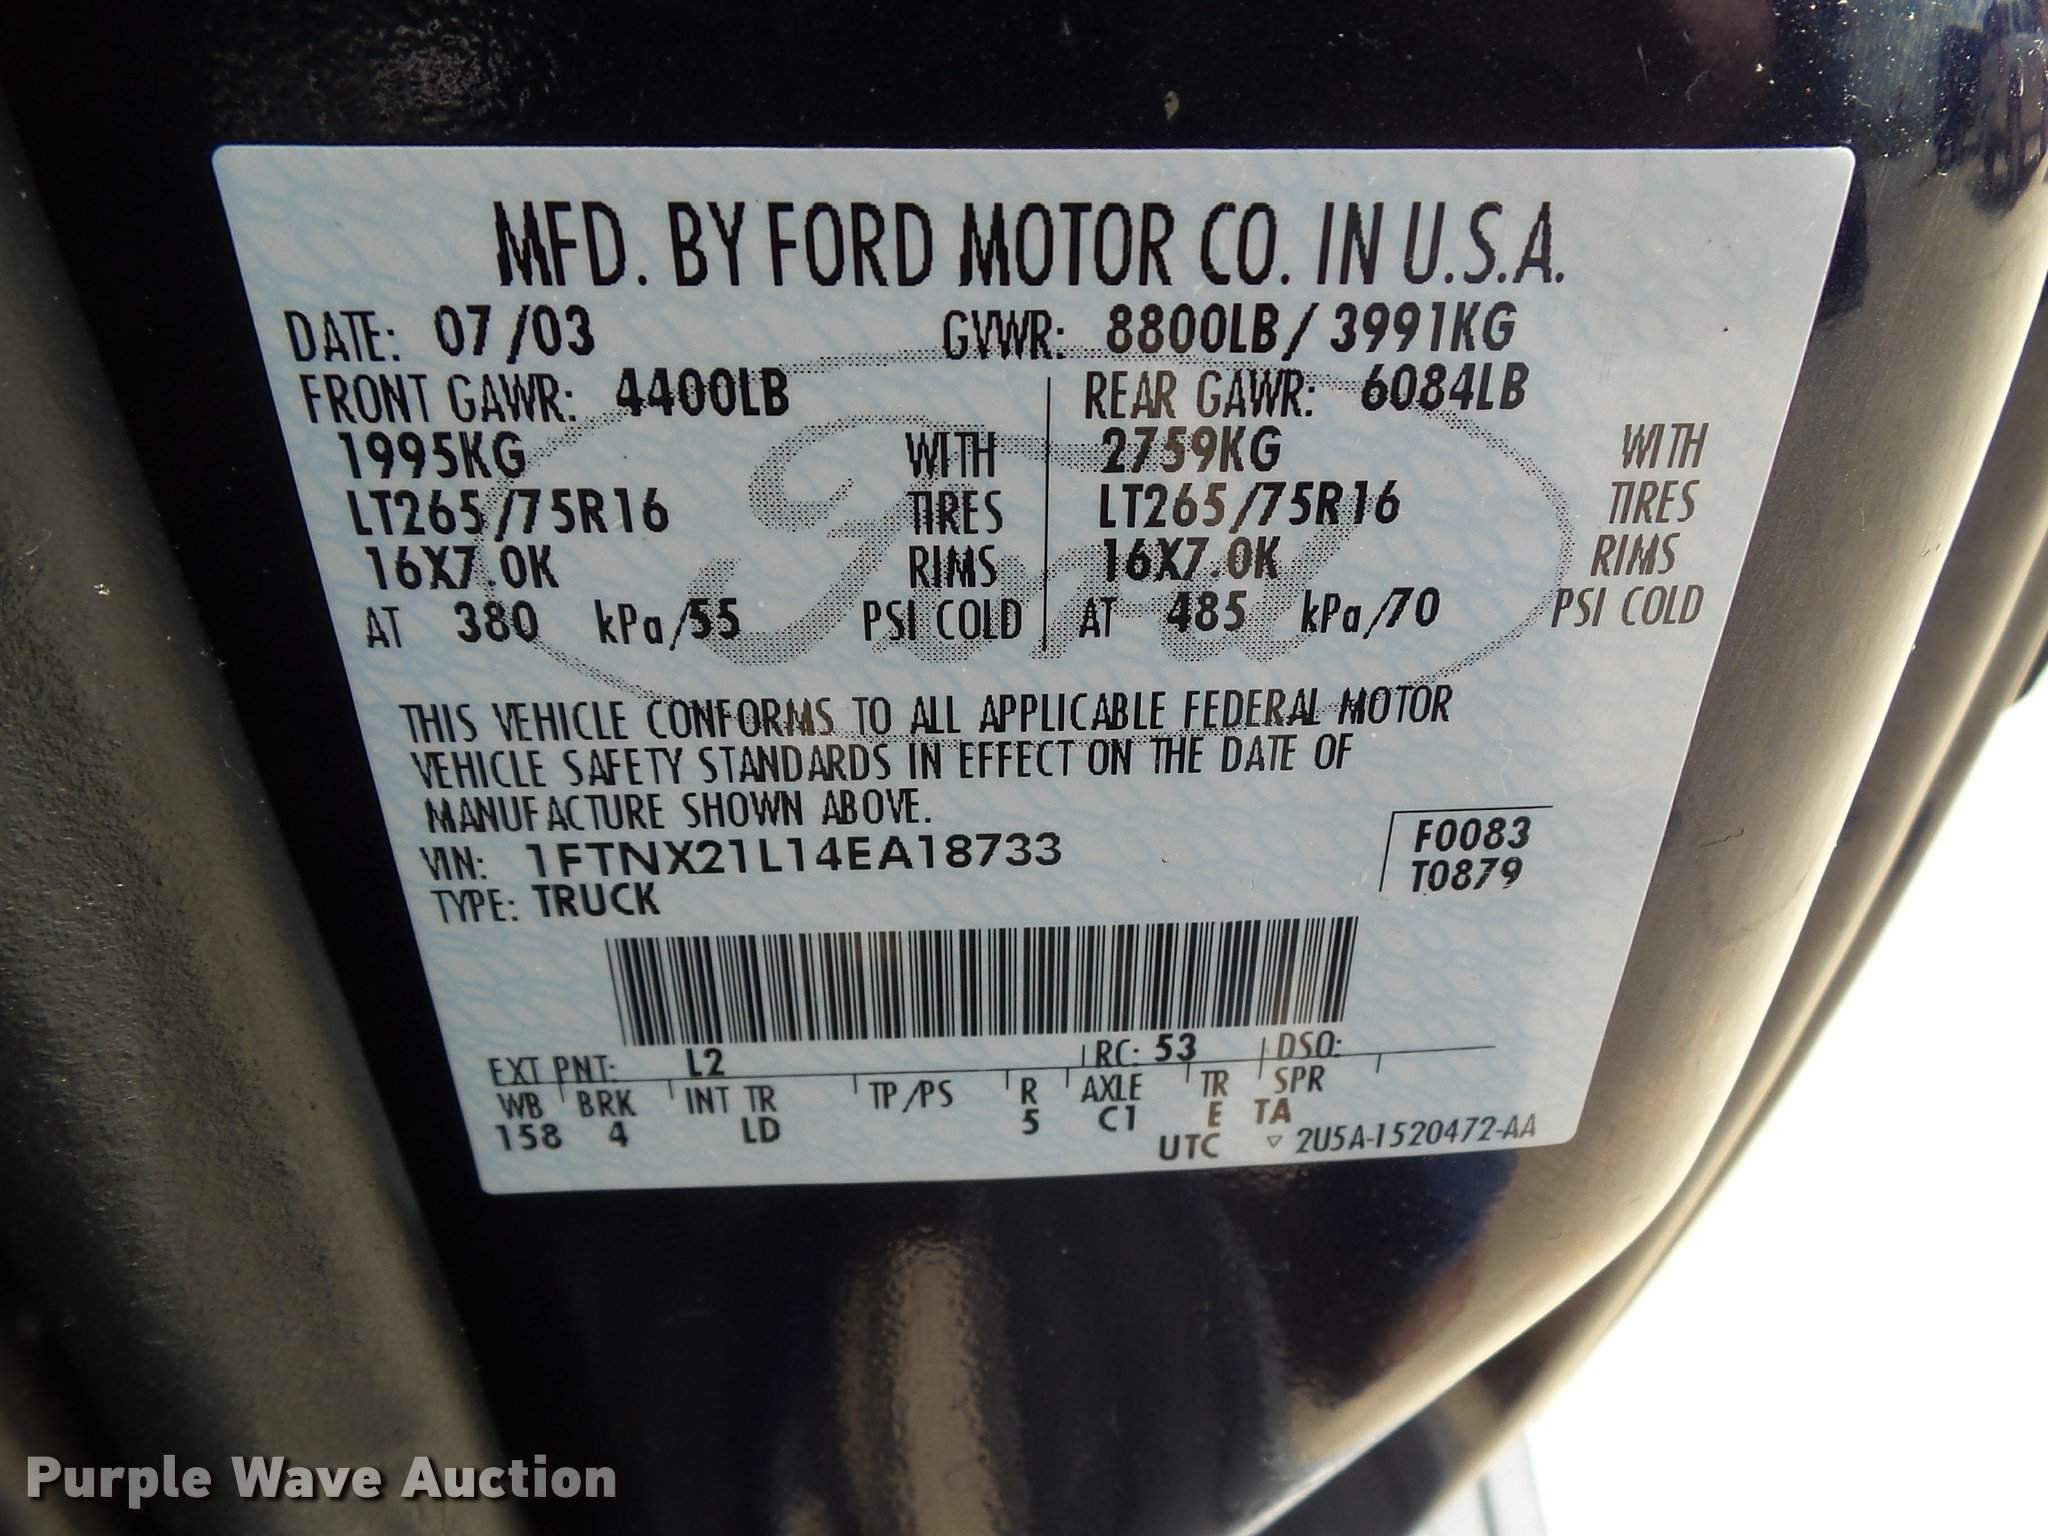 MFD. BY FORD MOTOR CO. IN U.S.A.
DATE: 07/03 GVWR: 8800LB/3991KG
FRONT GAWR: 4400LB REAR GAWR: 6084LB
1995KG WITH 2759KG WITH
LT265/75R16 TIRES LT265/75R16 TIRES
16X7.0K RIMS 16X7.0K RIMS
AT 380 kPa/55 PSI COLD AT 485 kPa/70 PSI COLD
Ford
THIS VEHICLE CONFORMS TO ALL APPLICABLE FEDERAL MOTOR
VEHICLE SAFETY STANDARDS IN EFFECT ON THE DATE OF
MANUFACTURE SHOWN ABOVE.
VIN: 1FTNX21L14EA18733 F0083
TYPE: TRUCK T0879
EXT PNT: L2 RC: 53 DSO:
WB BRK INT TR TP/PS R AXLE TR SPR
158 4 LD 5 C1 E TA
UTC ▽ 2U5A-1520472-AA
Purple Wave Auction